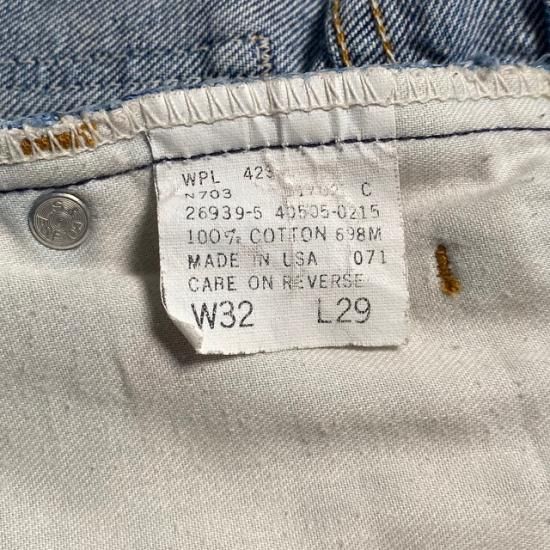 WPL 423
N703 C
26939-5 40505-0215
100% COTTON 698M
MADE IN USA 071
CARE ON REVERSE
W32 L29